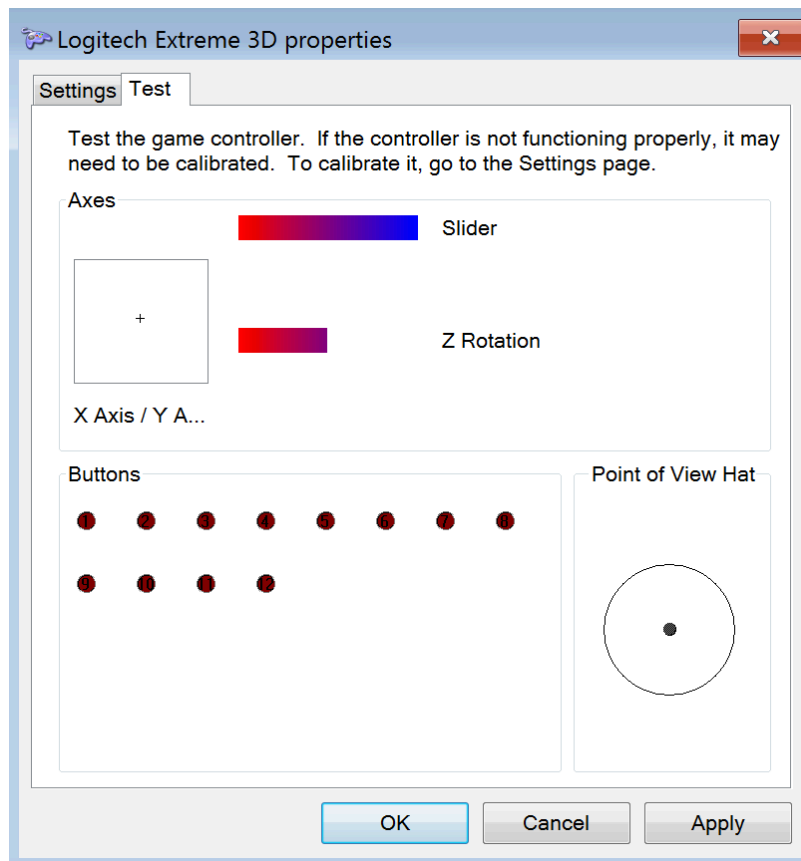 Logitech Extreme 3D properties
Settings Test
Test the game controller. If the controller is not functioning properly, it may
need to be calibrated. To calibrate it, go to the Settings page.
Axes
Slider
Z Rotation
X Axis / Y A...
Buttons
1 2 3 4 5 6 7 8
9 10 11 12
Point of View Hat
OK Cancel Apply